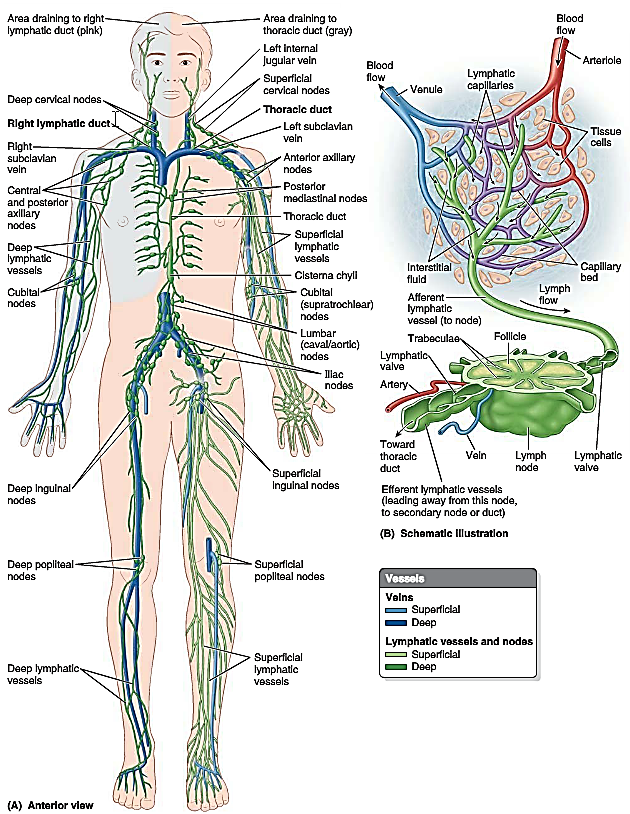 Area draining to right
lymphatic duct (pink)
Area draining to
thoracic duct (gray)
Left internal
jugular vein
Superficial
cervical nodes
Thoracic duct
Left subclavian
vein
Anterior axillary
nodes
Posterior
mediastinal nodes
Thoracic duct
Superficial
lymphatic
vessels
Cisterna chyli
Cubital
(supratrochlear)
nodes
Lumbar
(caval/aortic)
nodes
Iliac
nodes
Superficial
inguinal nodes
Superficial
popliteal nodes
Superficial
lymphatic
vessels
Deep cervical nodes
Right lymphatic duct
Right
subclavian
vein
Central
and posterior
axillary
nodes
Deep
lymphatic
vessels
Cubital
nodes
Deep inguinal
nodes
Deep popliteal
nodes
Deep lymphatic
vessels
(A) Anterior view
Blood
flow
Arteriole
Blood
flow
Venule
Lymphatic
capillaries
Tissue
cells
Interstitial
fluid
Capillary
bed
Afferent
lymphatic
vessel (to node)
Lymph
flow
Trabeculae
Follicle
Lymphatic
valve
Artery
Toward
thoracic
duct
Vein
Lymph
node
Lymphatic
valve
Efferent lymphatic vessels
(leading away from this node,
to secondary node or duct)
(B) Schematic illustration
Vessels
Veins
Superficial
Deep
Lymphatic vessels and nodes
Superficial
Deep